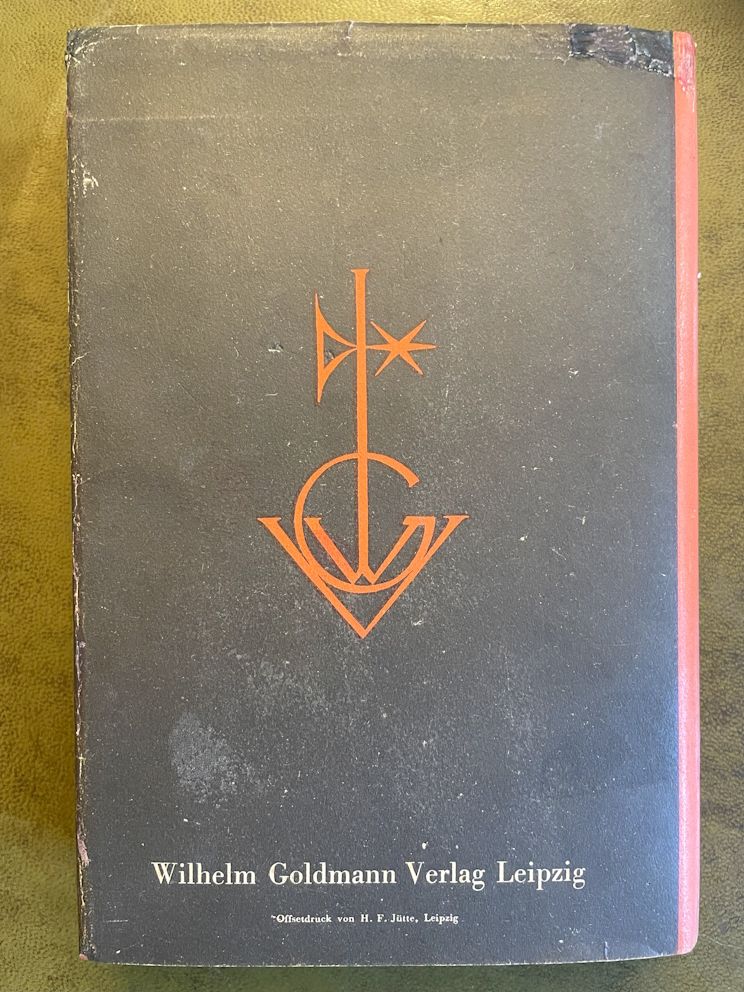 Wilhelm Goldmann Verlag Leipzig
Offsetdruck von H. F. Jütte, Leipzig